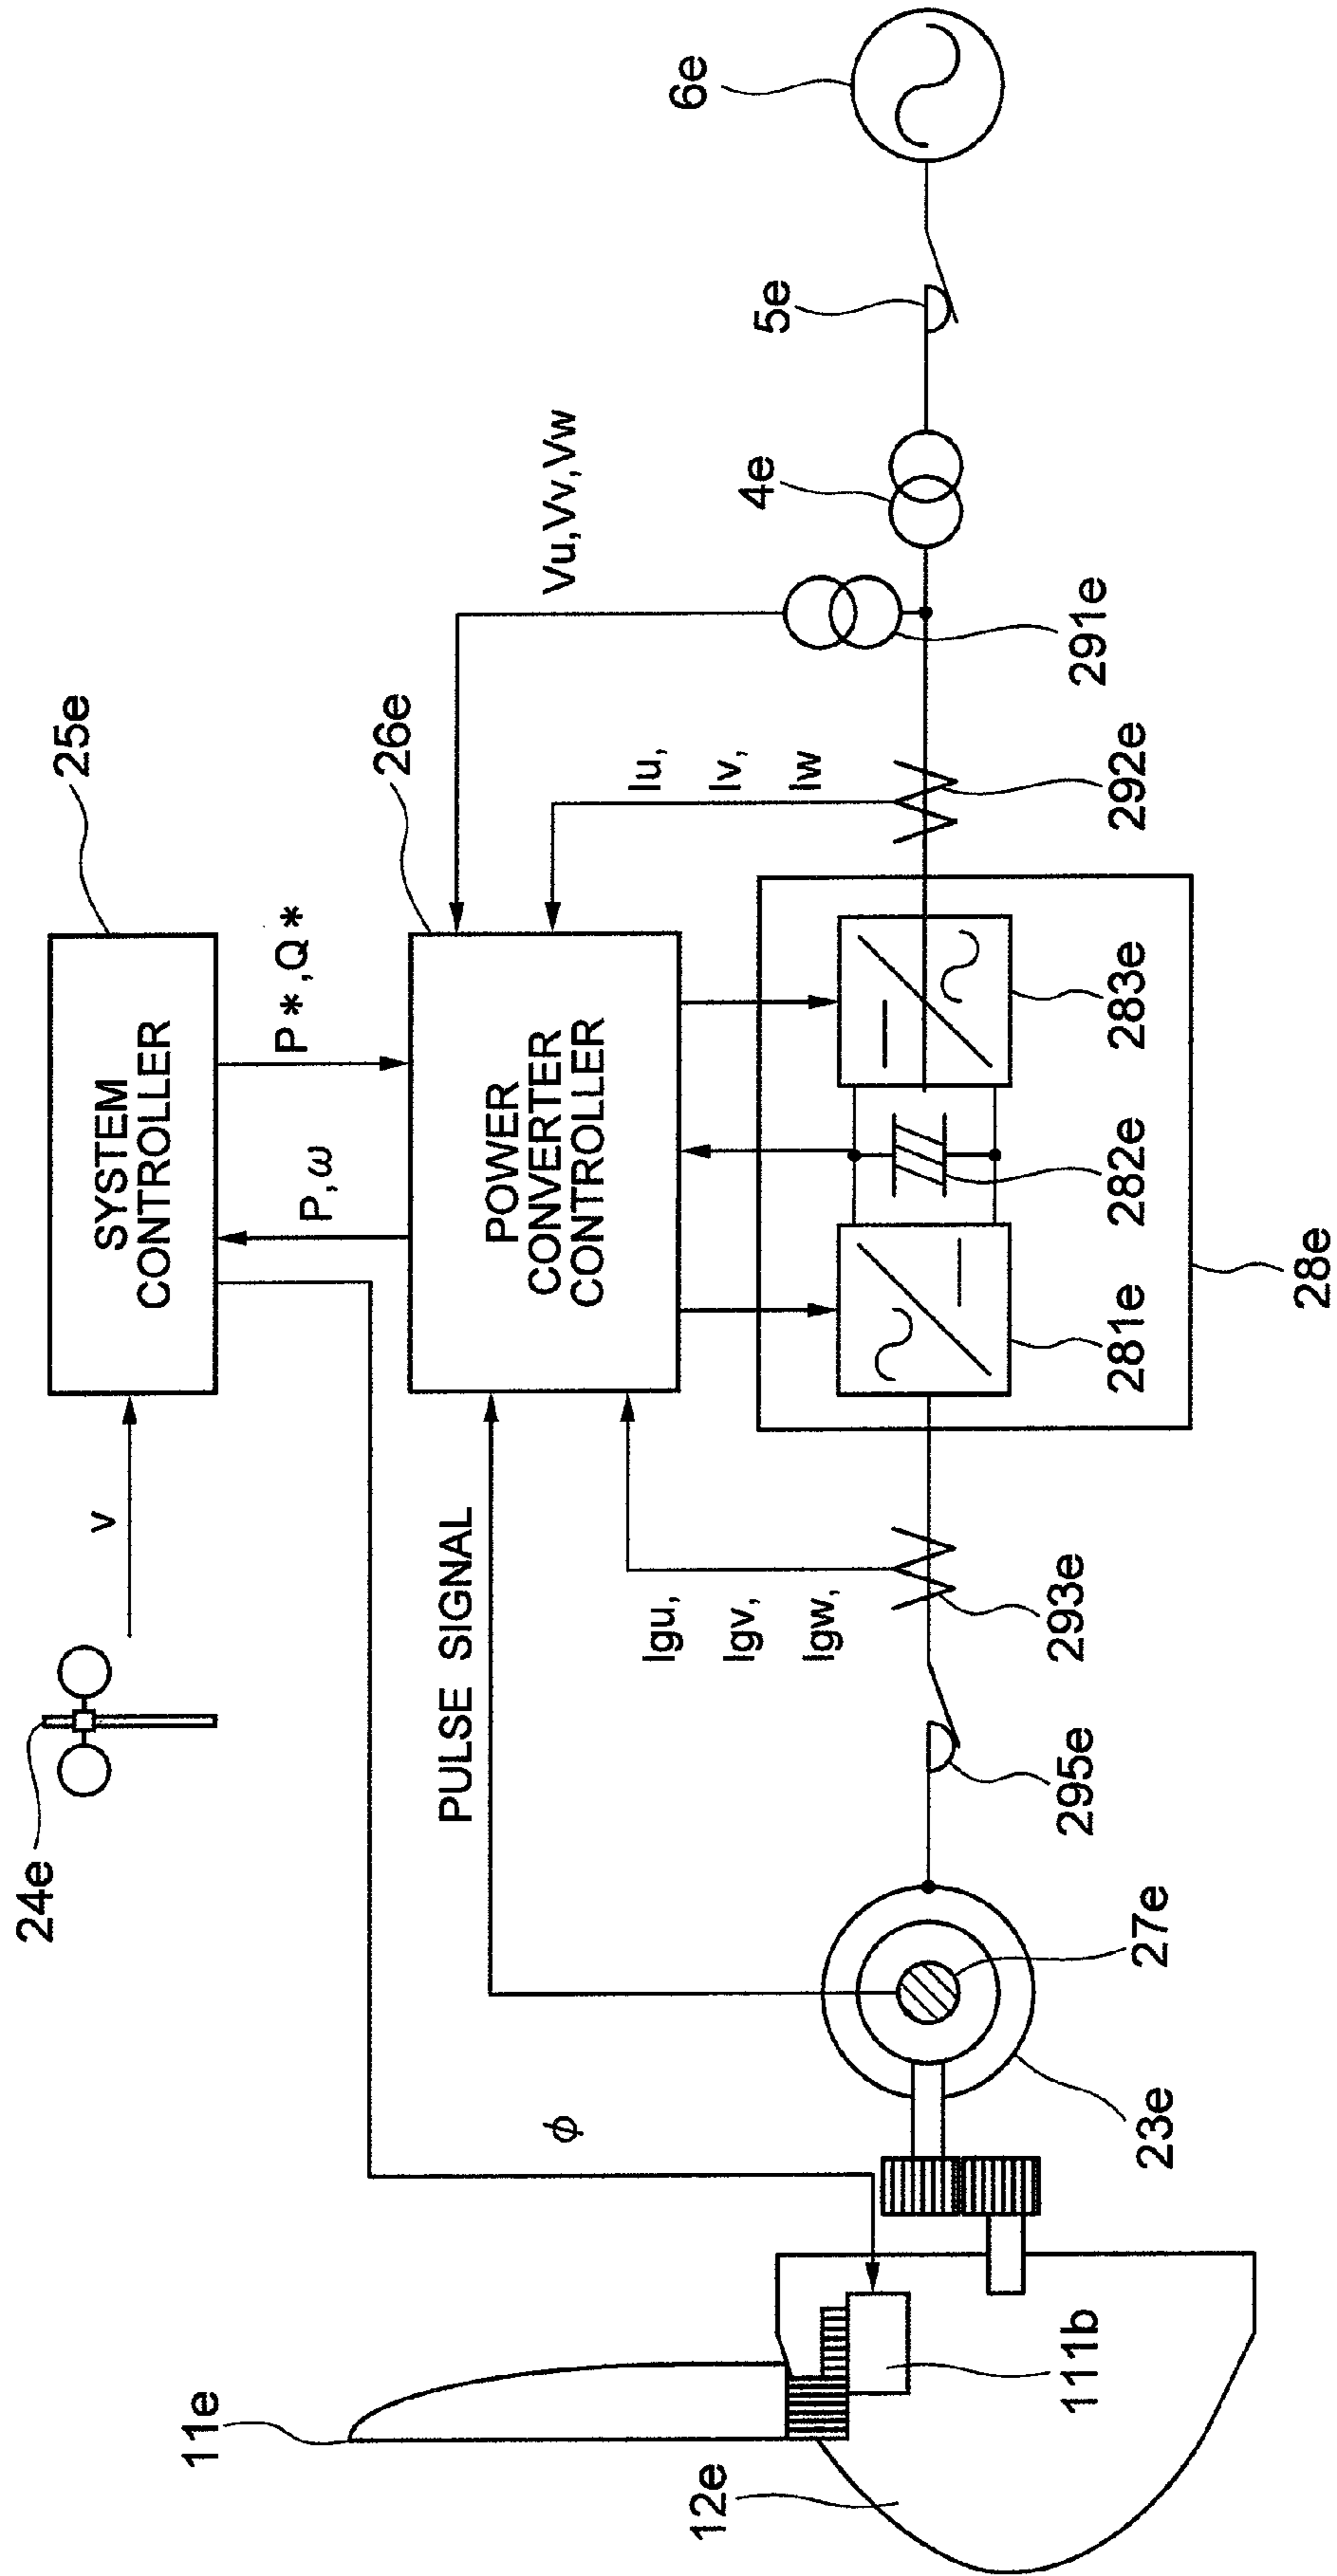 24e
v
SYSTEM
CONTROLLER
25e
P*,Q*
P,ω
26e
POWER
CONVERTER
CONTROLLER
Vu,Vv,Vw
Iu,
Iv,
Iw
PULSE SIGNAL
Igu,
Igv,
Igw,
ϕ
11e
12e
111b
23e
27e
295e
293e
281e
282e
283e
28e
292e
291e
4e
5e
6e